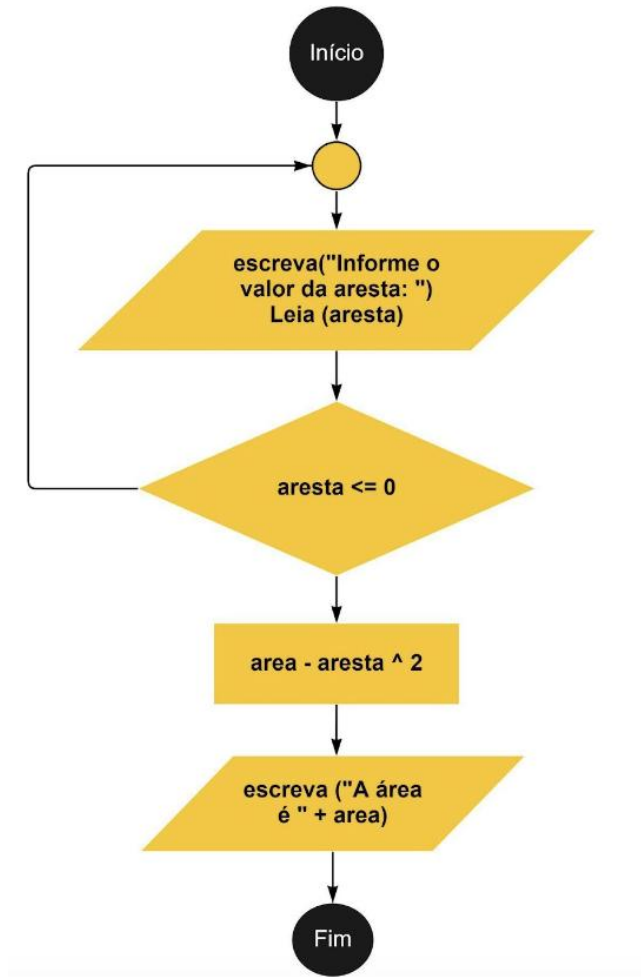 Início
escreva("Informe o
valor da aresta: ")
Leia (aresta)
aresta <= 0
area - aresta ^ 2
escreva ("A área
é " + area)
Fim